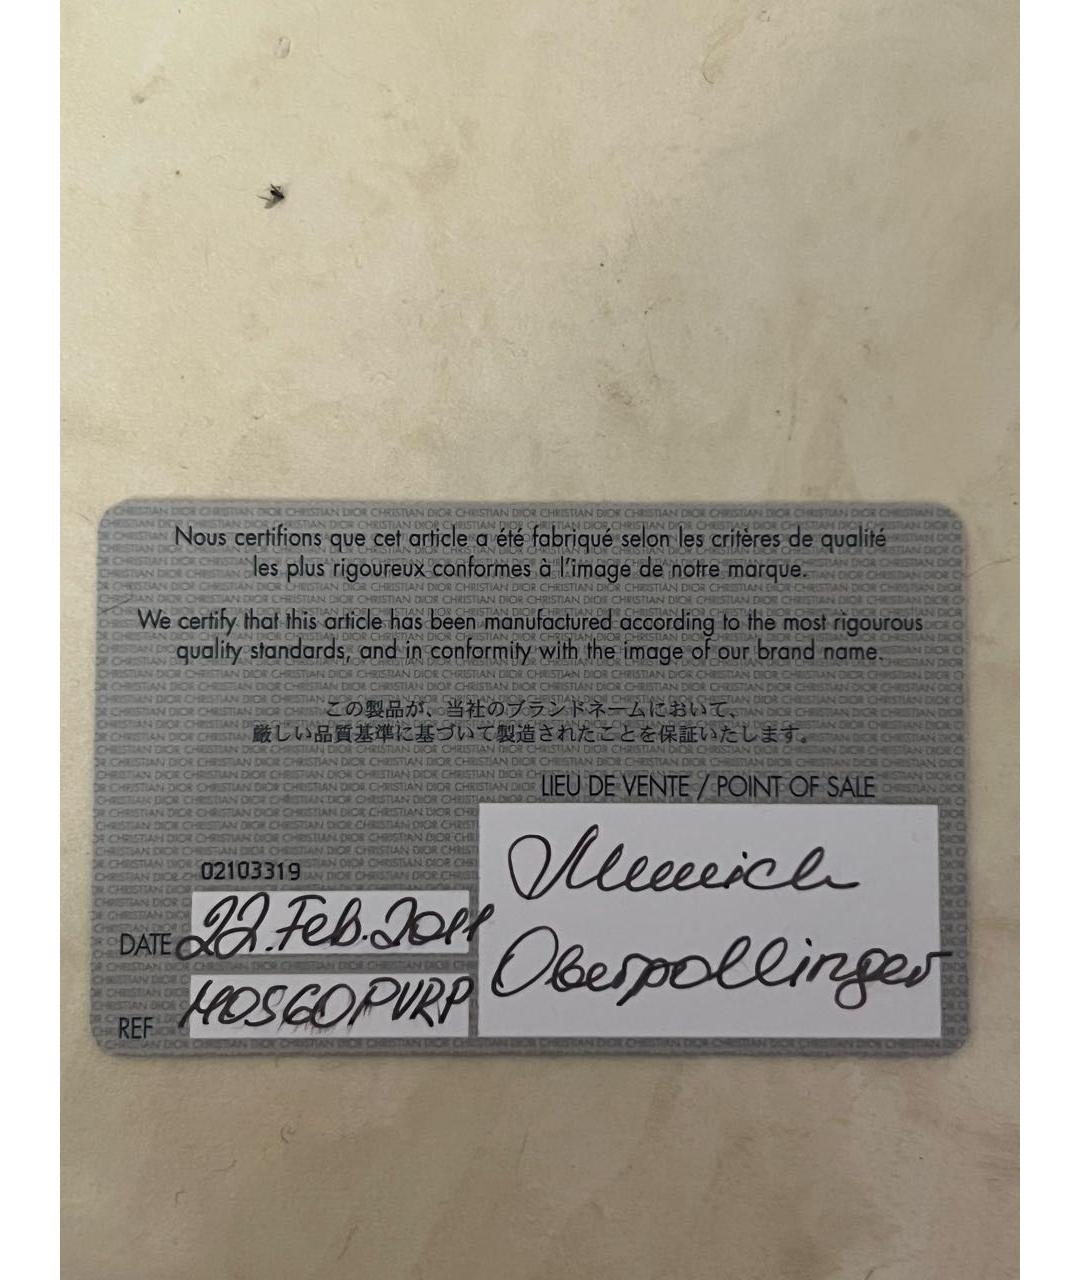 Nous certifions que cet article a été fabriqué selon les critères de qualité
les plus rigoureux conformes à l'image de notre marque.
We certify that this article has been manufactured according to the most rigourous
quality standards, and in conformity with the image of our brand name.
この製品が、当社のブランドネームにおいて、
厳しい品質基準に基づいて製造されたことを保証いたします。
LIEU DE VENTE / POINT OF SALE
Munich
Oberpollinger
02103319
DATE 22.Feb.2011
REF MOS60PVRP